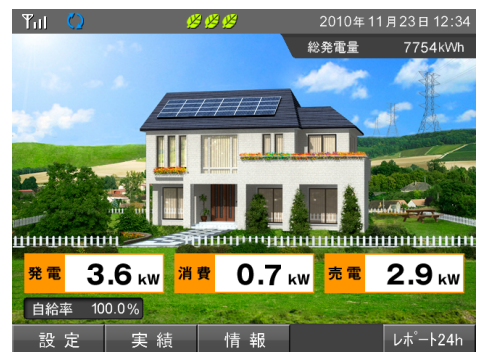 2010年11月23日 12:34
総発電量 7754kWh
発電 3.6 kW 消費 0.7 kW 売電 2.9 kW
自給率 100.0%
設定 実績 情報 レポート24h